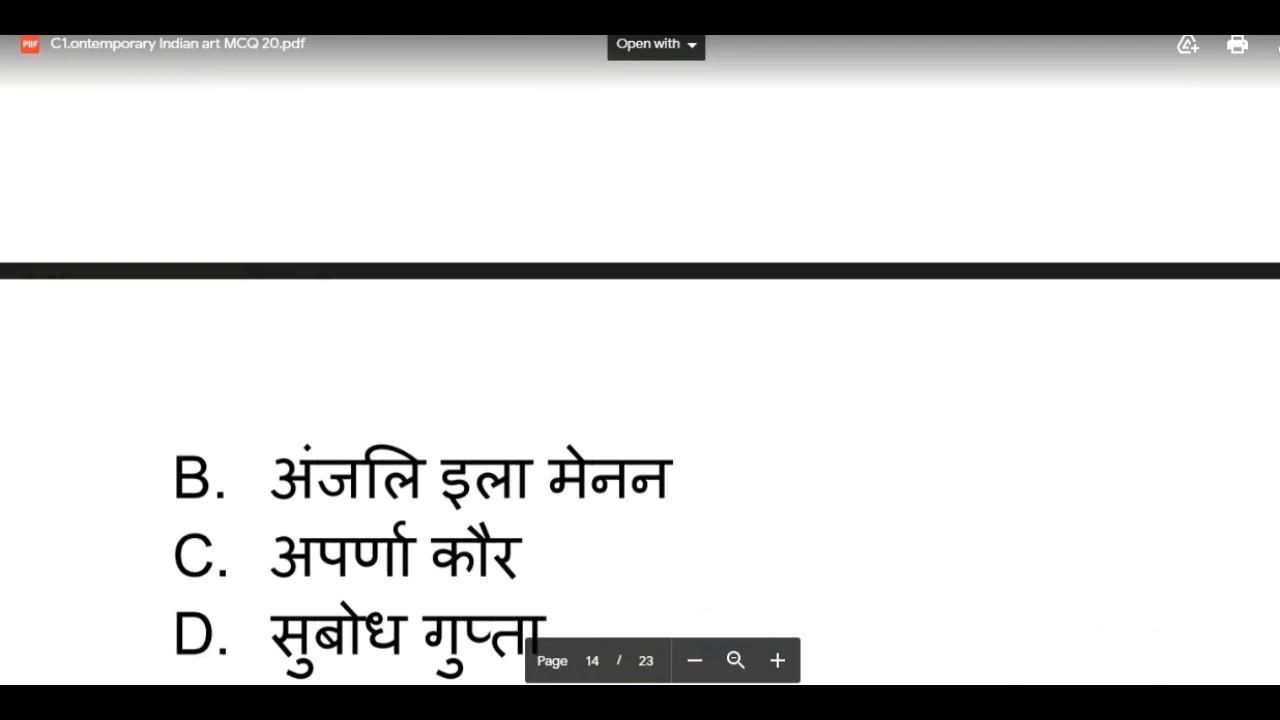 C1.ontemporary Indian art MCQ 20.pdf
Open with
B. अंजलि इला मेनन
C. अपर्णा कौर
D. सुबोध गुप्ता
Page 14 / 23